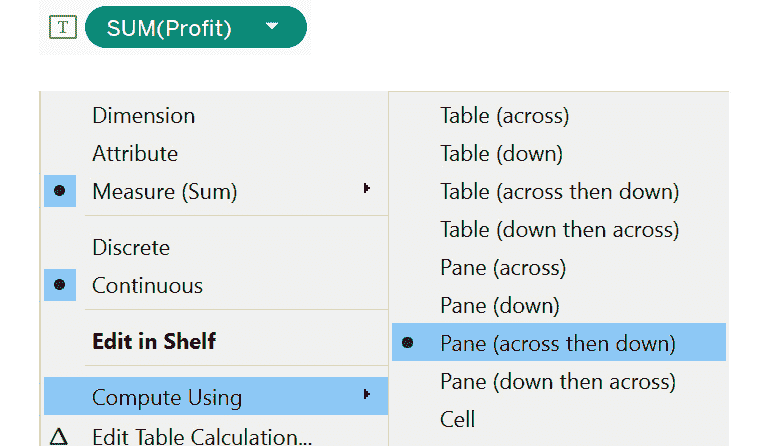 T SUM(Profit)
Dimension
Attribute
Measure (Sum)
Discrete
Continuous
Edit in Shelf
Compute Using
Edit Table Calculation...
Table (across)
Table (down)
Table (across then down)
Table (down then across)
Pane (across)
Pane (down)
Pane (across then down)
Pane (down then across)
Cell